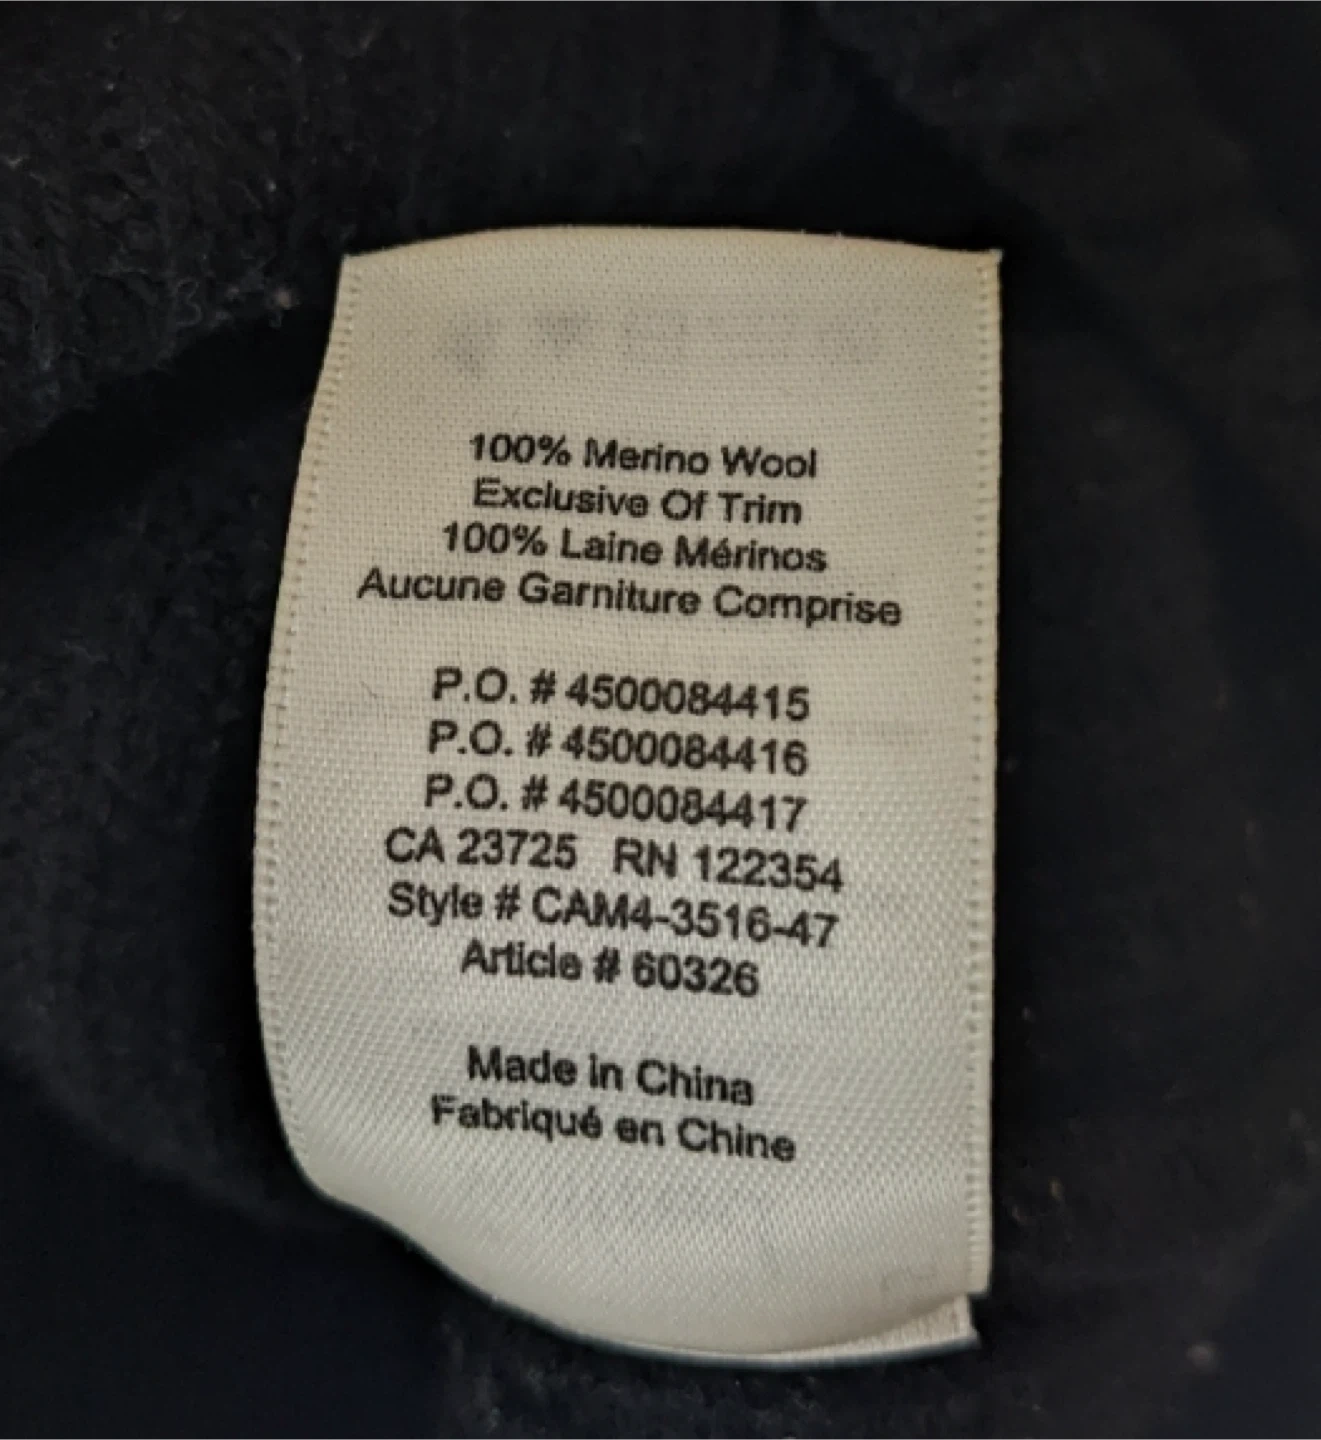 100% Merino Wool
Exclusive Of Trim
100% Laine Mérinos
Aucune Garniture Comprise
P.O. # 4500084415
P.O. # 4500084416
P.O. # 4500084417
CA 23725 RN 122354
Style # CAM4-3516-47
Article # 60326
Made in China
Fabriqué en Chine